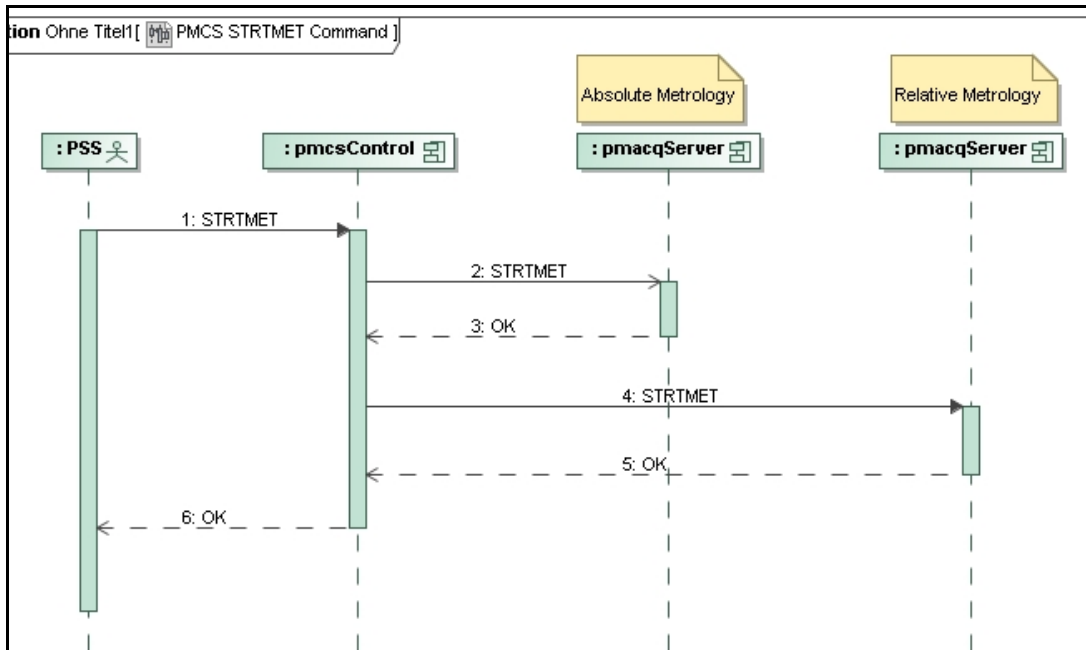 tion Ohne Titel1[ PMCS STRTMET Command ]
Absolute Metrology
Relative Metrology
: PSS
: pmcsControl
: pmacqServer
: pmacqServer
1: STRTMET
2: STRTMET
3: OK
4: STRTMET
5: OK
6: OK